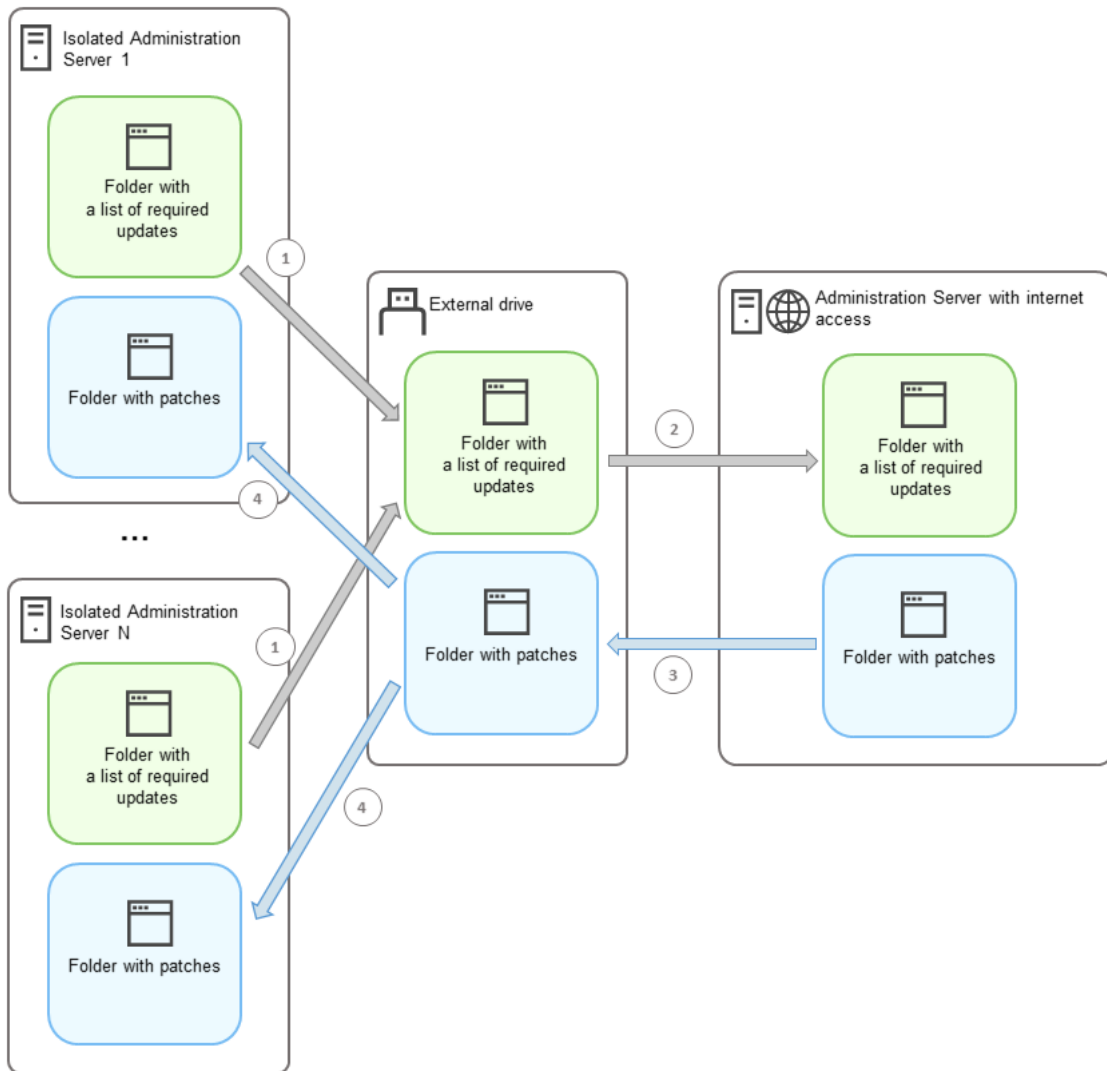 Isolated Administration
Server 1
Folder with
a list of required
updates
1
Folder with patches
4
...
Isolated Administration
Server N
Folder with
a list of required
updates
1
Folder with patches
4
External drive
Folder with
a list of required
updates
2
Folder with patches
3
Administration Server with internet
access
Folder with
a list of required
updates
Folder with patches